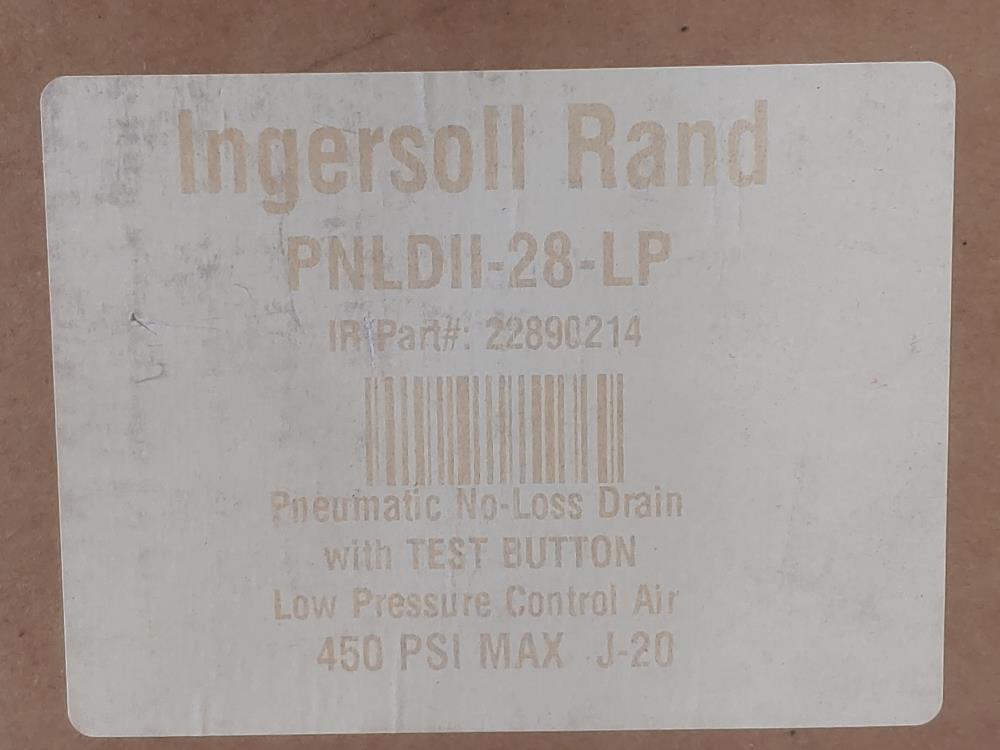 Ingersoll Rand
PNLDII-28-LP
IR Part#: 22890214
Pneumatic No-Loss Drain
with TEST BUTTON
Low Pressure Control Air
450 PSI MAX J-20